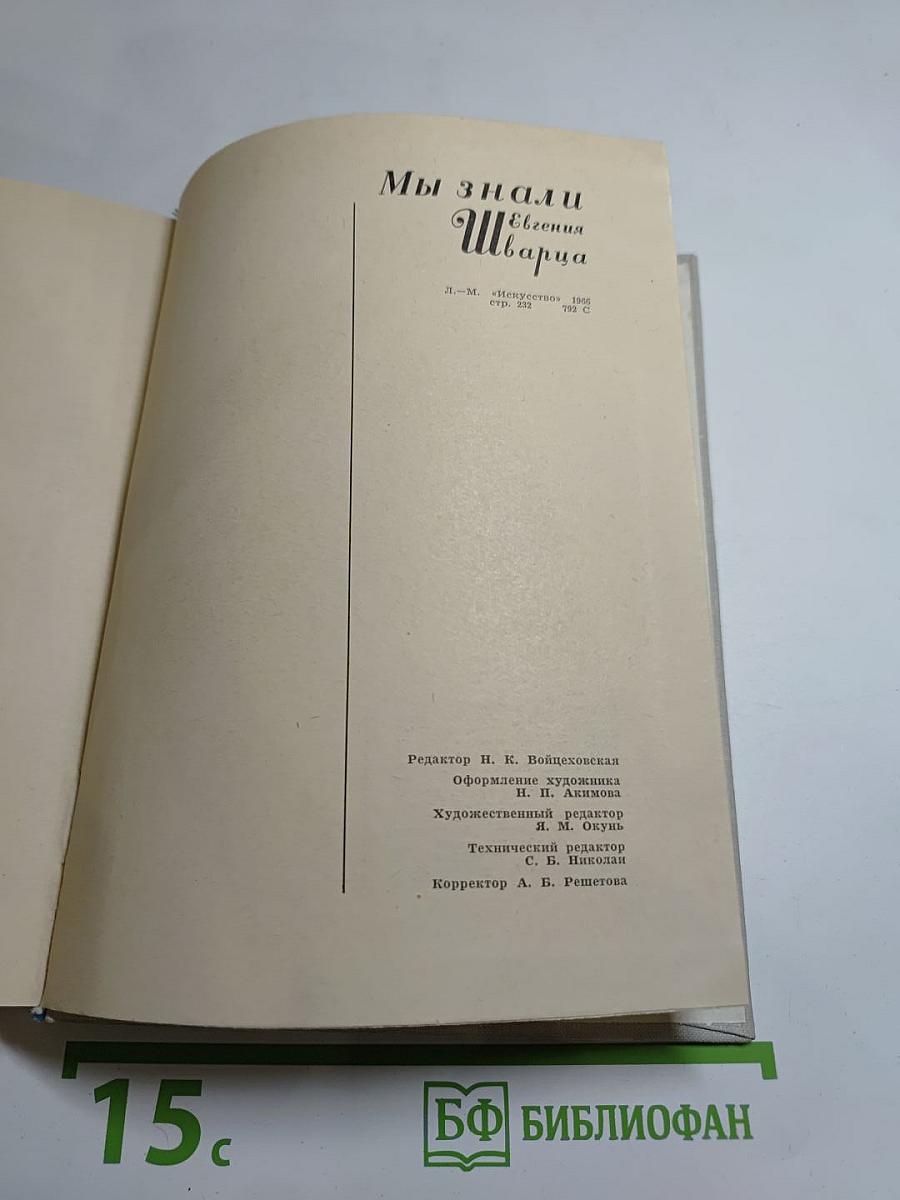 Мы знали
Евгения
Шварца
Л.—М. «Искусство» 1966
стр. 232 792 С
Редактор Н. К. Войцеховская
Оформление художника
Н. П. Акимова
Художественный редактор
Я. М. Окунь
Технический редактор
С. Б. Николаи
Корректор А. Б. Решетова
15 с
БФ БИБЛИОФАН